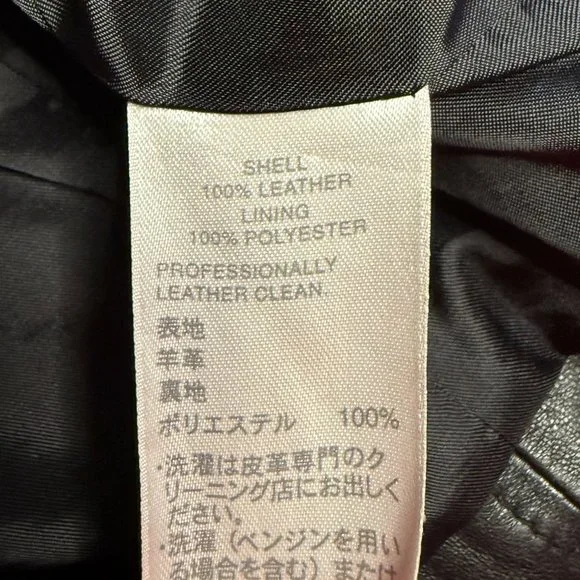 SHELL
100% LEATHER
LINING
100% POLYESTER
PROFESSIONALLY
LEATHER CLEAN.
表地
羊革
裏地
ポリエステル 100%
・洗濯は皮革専門のク
リーニング店にお出しく
ださい。
・洗濯（ベンジンを用い
る場合を含む）または